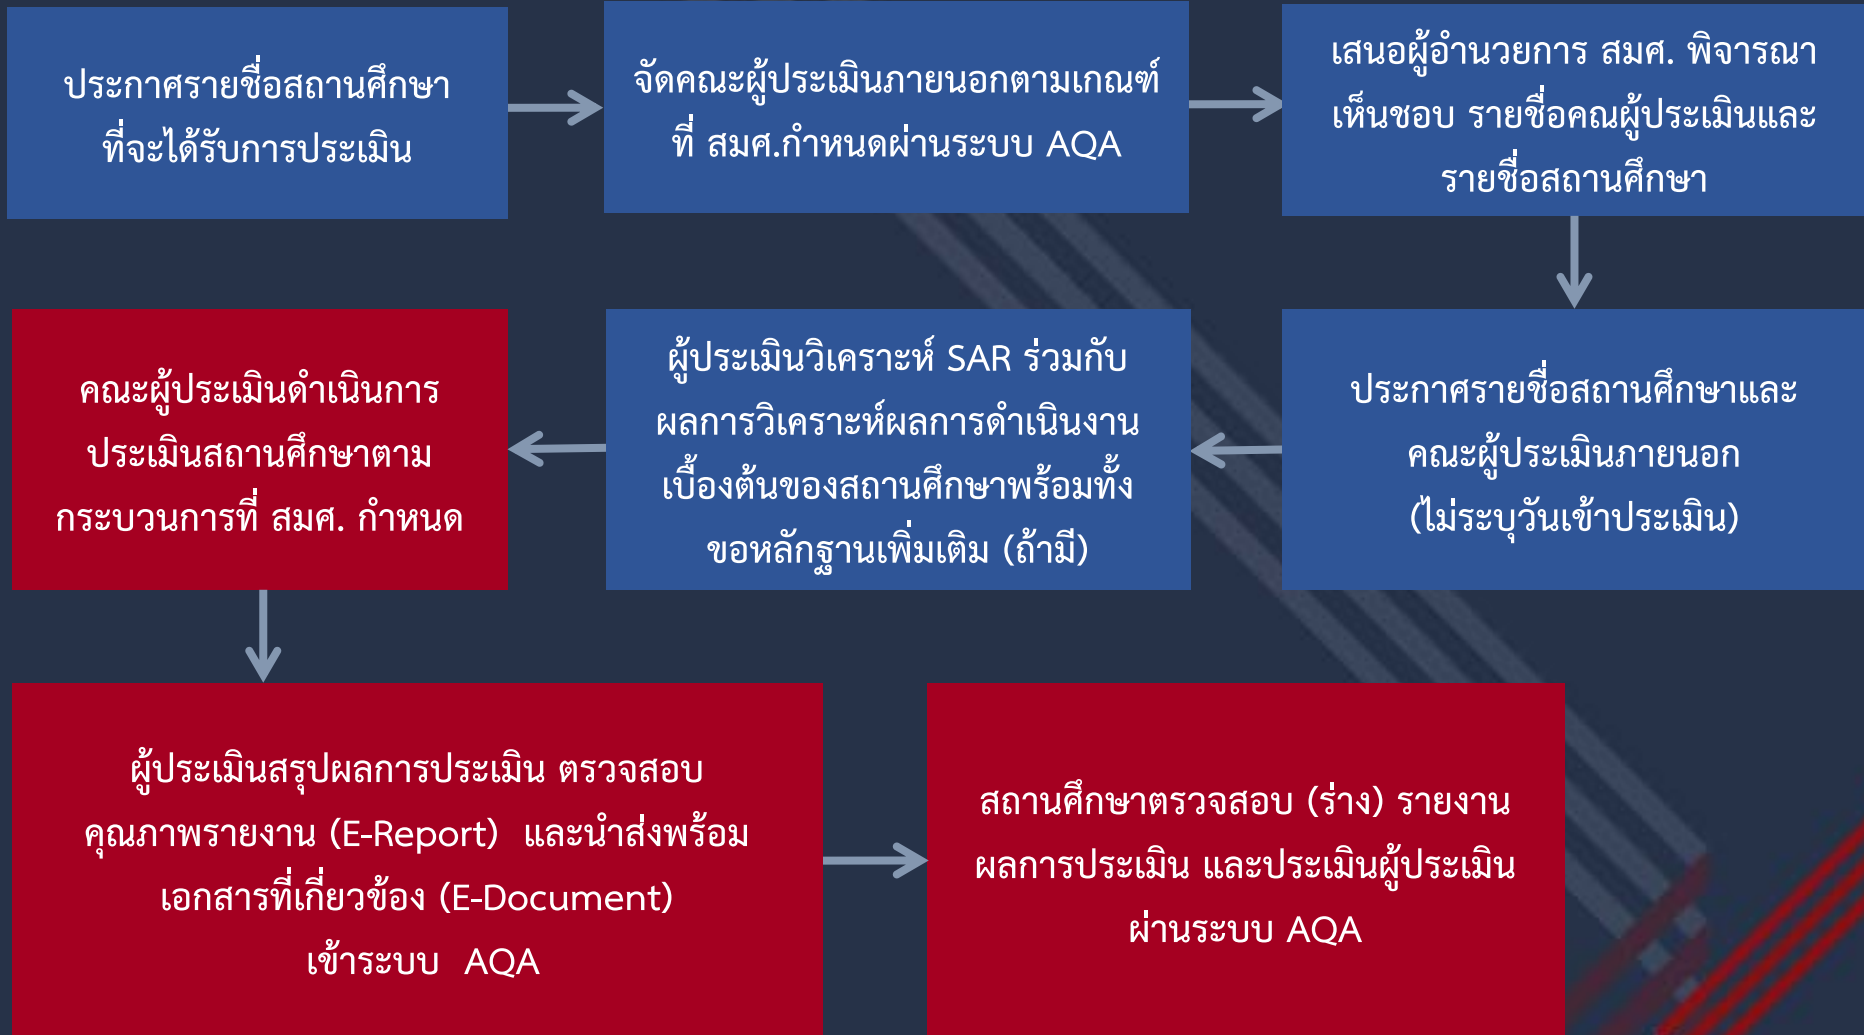 ประกาศรายชื่อสถานศึกษา
ที่จะได้รับการประเมิน
จัดคณะผู้ประเมินภายนอกตามเกณฑ์
ที่ สมศ.กำหนดผ่านระบบ AQA
เสนอผู้อำนวยการ สมศ. พิจารณา
เห็นชอบ รายชื่อคณผู้ประเมินและ
รายชื่อสถานศึกษา
ประกาศรายชื่อสถานศึกษาและ
คณะผู้ประเมินภายนอก
(ไม่ระบุวันเข้าประเมิน)
ผู้ประเมินวิเคราะห์ SAR ร่วมกับ
ผลการวิเคราะห์ผลการดำเนินงาน
เบื้องต้นของสถานศึกษาพร้อมทั้ง
ขอหลักฐานเพิ่มเติม (ถ้ามี)
คณะผู้ประเมินดำเนินการ
ประเมินสถานศึกษาตาม
กระบวนการที่ สมศ. กำหนด
ผู้ประเมินสรุปผลการประเมิน ตรวจสอบ
คุณภาพรายงาน (E-Report) และนำส่งพร้อม
เอกสารที่เกี่ยวข้อง (E-Document)
เข้าระบบ AQA
สถานศึกษาตรวจสอบ (ร่าง) รายงาน
ผลการประเมิน และประเมินผู้ประเมิน
ผ่านระบบ AQA